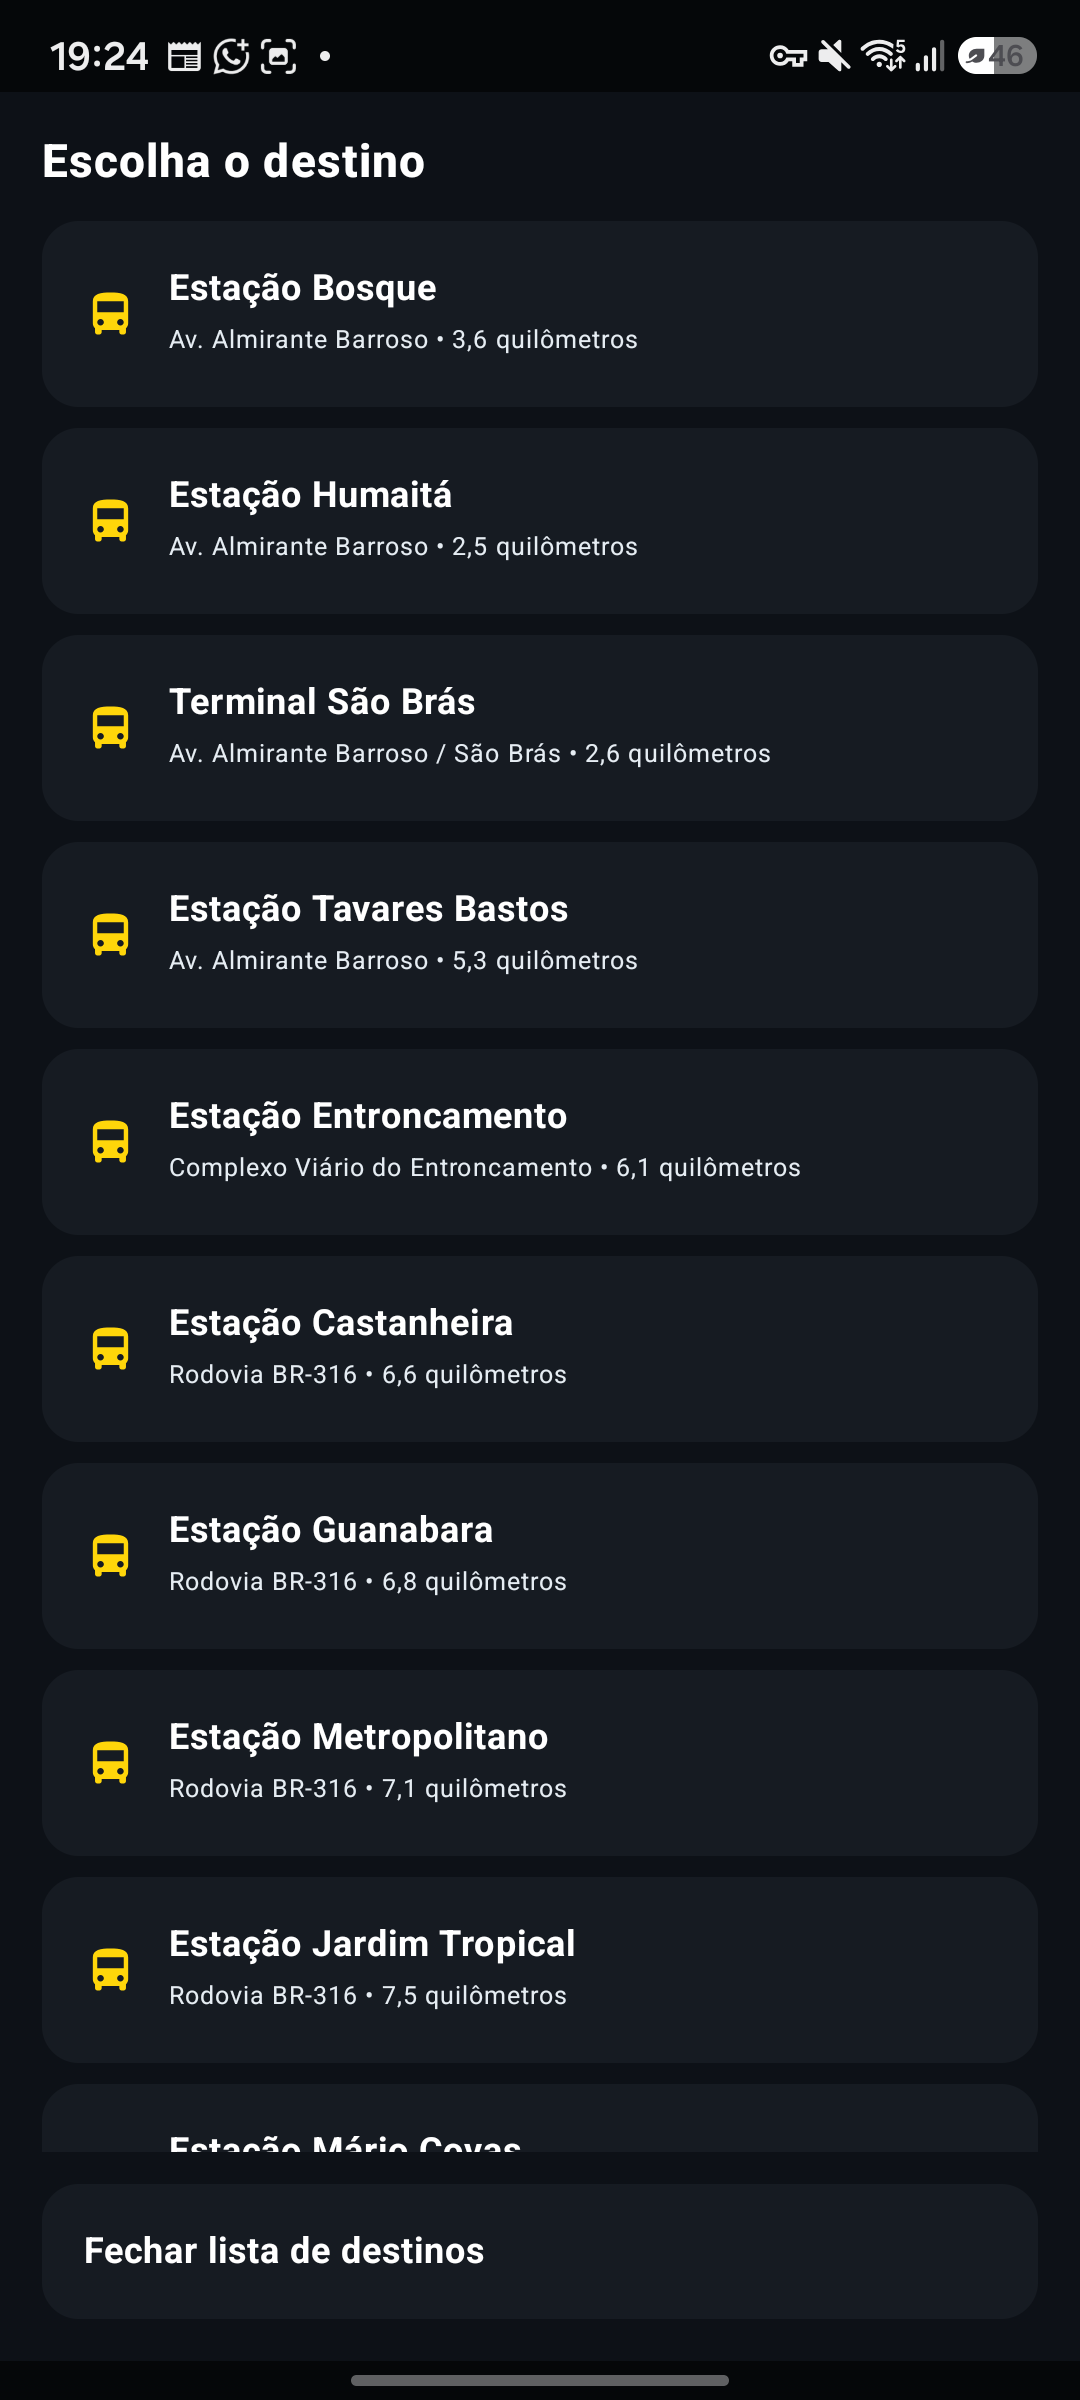 19:24
5
46
Escolha o destino
Estação Bosque
Av. Almirante Barroso • 3,6 quilômetros
Estação Humaitá
Av. Almirante Barroso • 2,5 quilômetros
Terminal São Brás
Av. Almirante Barroso / São Brás • 2,6 quilômetros
Estação Tavares Bastos
Av. Almirante Barroso • 5,3 quilômetros
Estação Entroncamento
Complexo Viário do Entroncamento • 6,1 quilômetros
Estação Castanheira
Rodovia BR-316 • 6,6 quilômetros
Estação Guanabara
Rodovia BR-316 • 6,8 quilômetros
Estação Metropolitano
Rodovia BR-316 • 7,1 quilômetros
Estação Jardim Tropical
Rodovia BR-316 • 7,5 quilômetros
Estação Mário Covas
Fechar lista de destinos